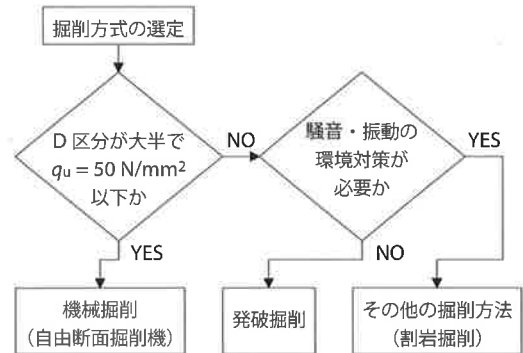 掘削方式の選定
D 区分が大半で
qu = 50 N/mm²
以下か
NO
騒音・振動の
環境対策が
必要か
YES
YES
NO
機械掘削
（自由断面掘削機）
発破掘削
その他の掘削方法
（割岩掘削）